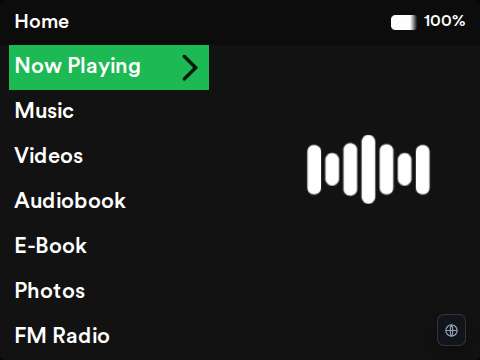 Home
100%
Now Playing
Music
Videos
Audiobook
E-Book
Photos
FM Radio